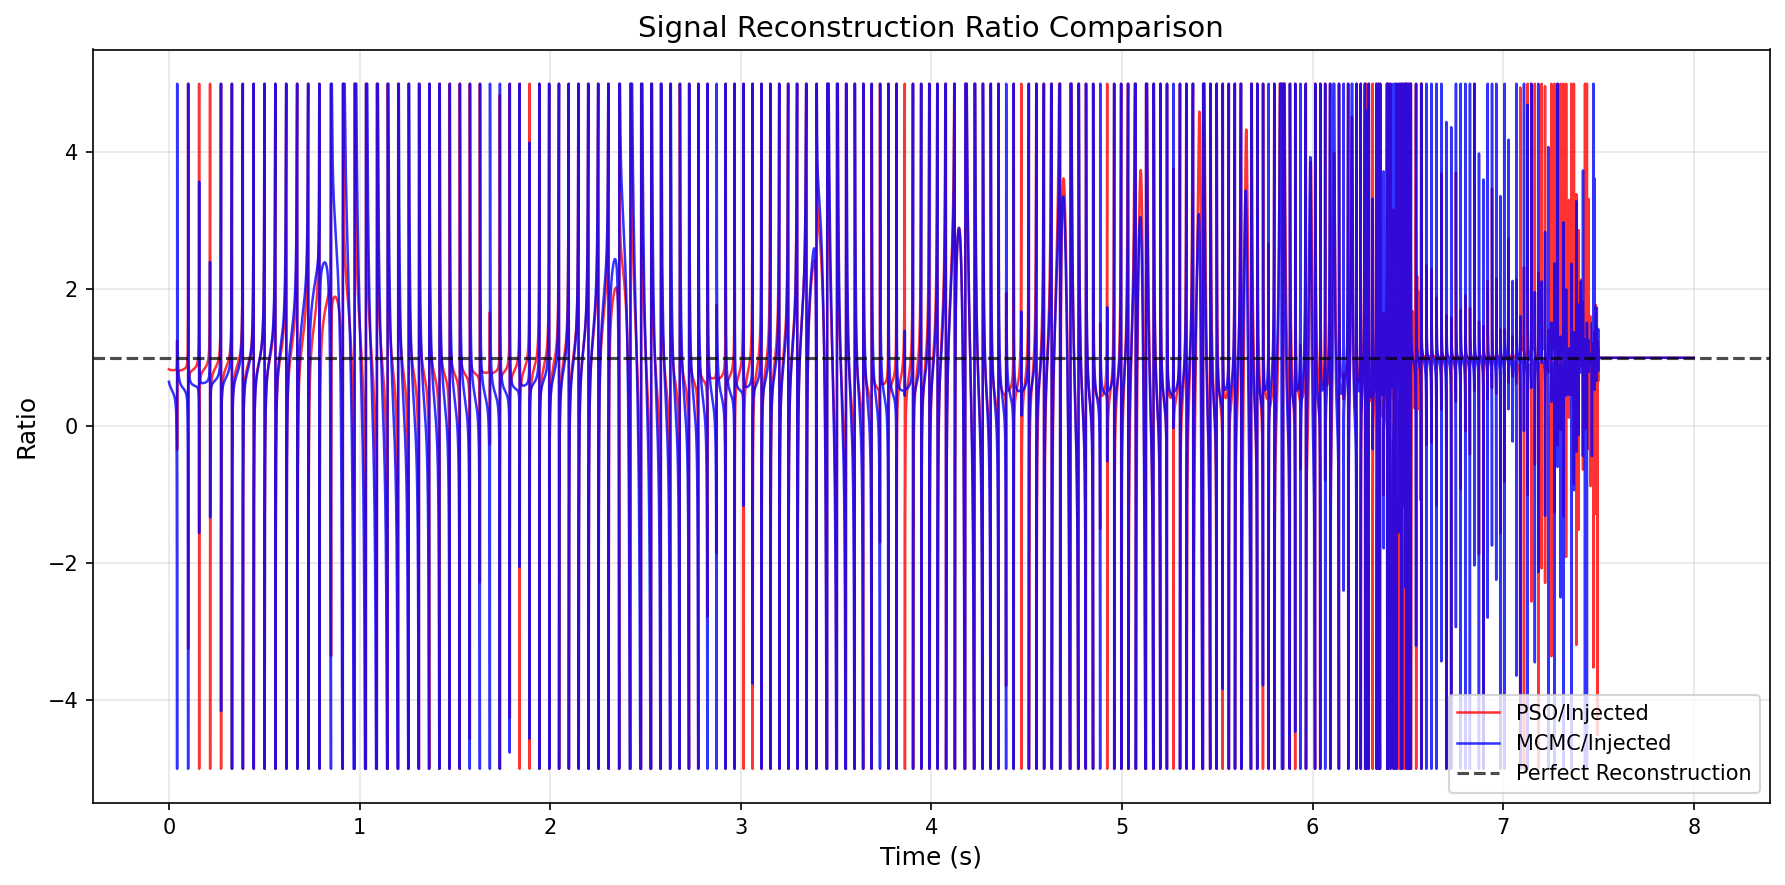 Signal Reconstruction Ratio Comparison
Ratio
4
2
0
−2
−4
PSO/Injected
MCMC/Injected
Perfect Reconstruction
0 1 2 3 4 5 6 7 8
Time (s)